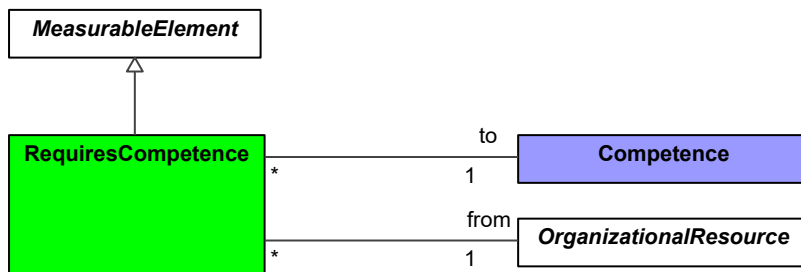 MeasurableElement
RequiresCompetence
to
Competence
*
1
from
OrganizationalResource
*
1